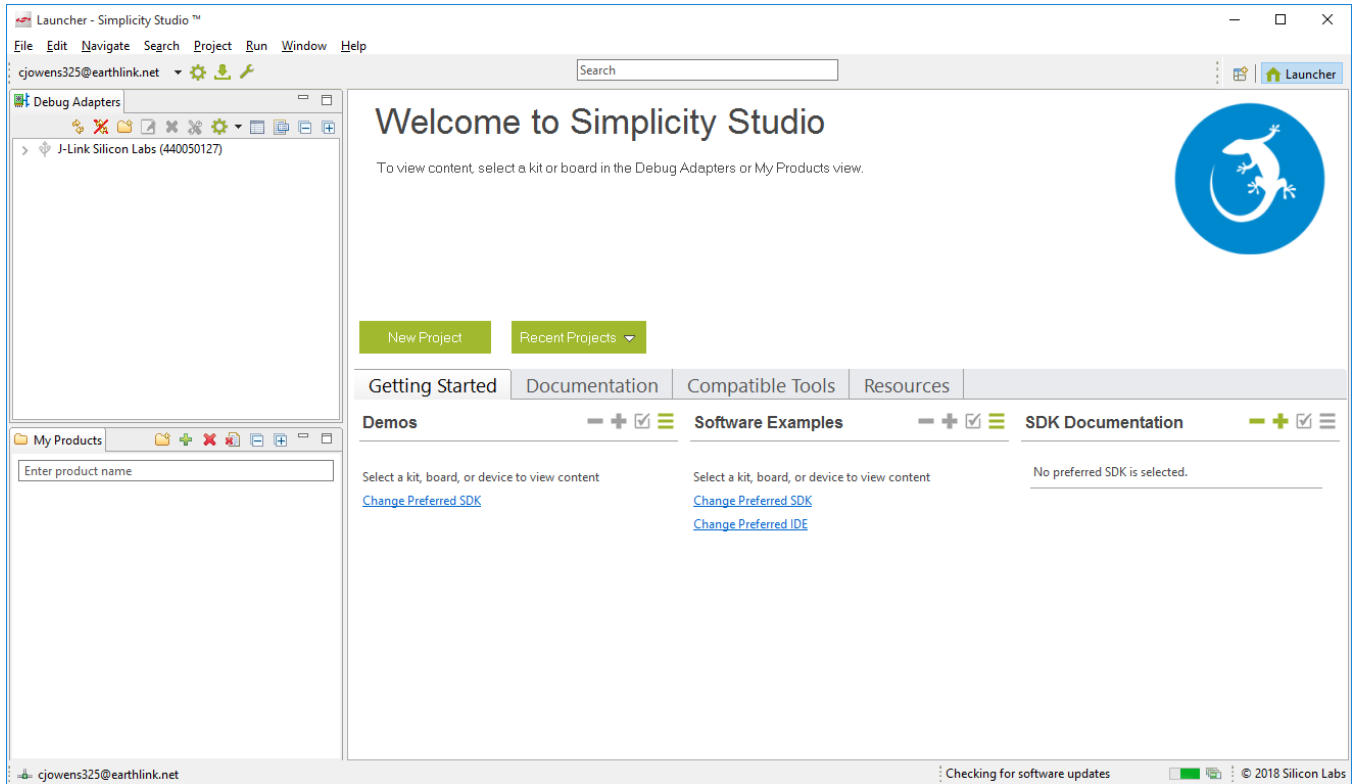 Launcher - Simplicity Studio ™
File Edit Navigate Search Project Run Window Help
cjowens325@earthlink.net
Search
Launcher
Debug Adapters
J-Link Silicon Labs (440050127)
Welcome to Simplicity Studio
To view content, select a kit or board in the Debug Adapters or My Products view.
New Project Recent Projects
Getting Started Documentation Compatible Tools Resources
Demos Software Examples SDK Documentation
My Products
Enter product name
Select a kit, board, or device to view content
Change Preferred SDK
Select a kit, board, or device to view content
Change Preferred SDK
Change Preferred IDE
No preferred SDK is selected.
cjowens325@earthlink.net
Checking for software updates
© 2018 Silicon Labs